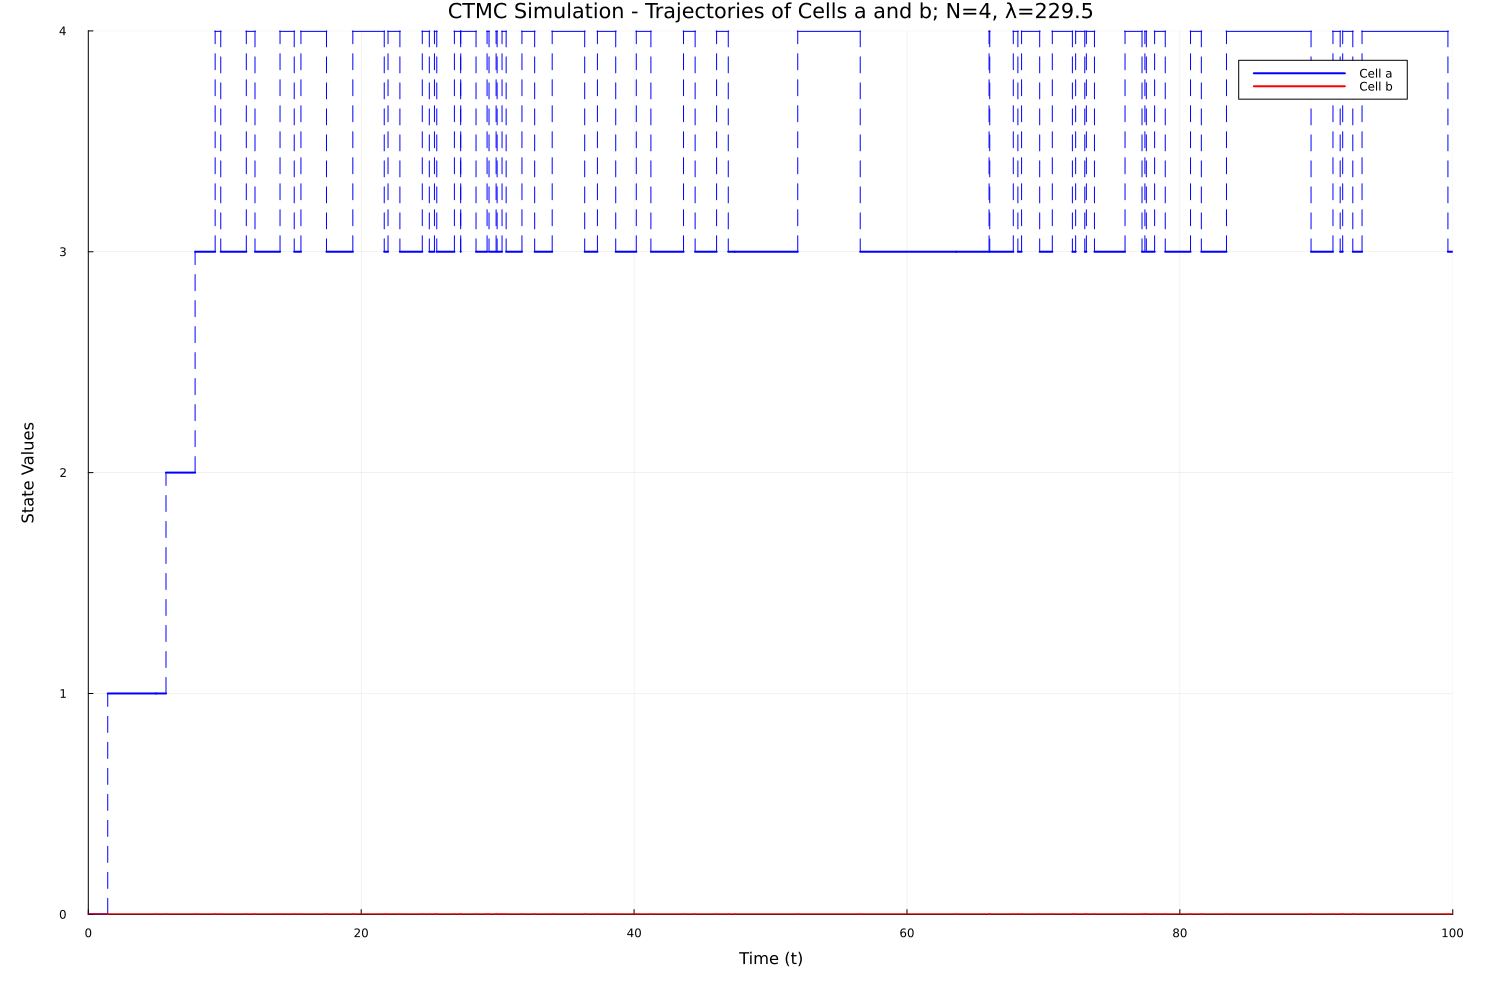 CTMC Simulation - Trajectories of Cells a and b; N=4, λ=229.5
4
Cell a
Cell b
3
State Values
2
1
0
0 20 40 60 80 100
Time (t)